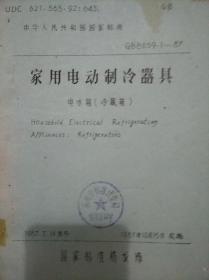 UDC 621.565.92:643.
GB
中华人民共和国国家标准
GB8059.1—87
家用电动制冷器具
电冰箱(冷藏箱)
Household Electrical Refrigerating
Appliances: Refrigerators
国家标准局发布